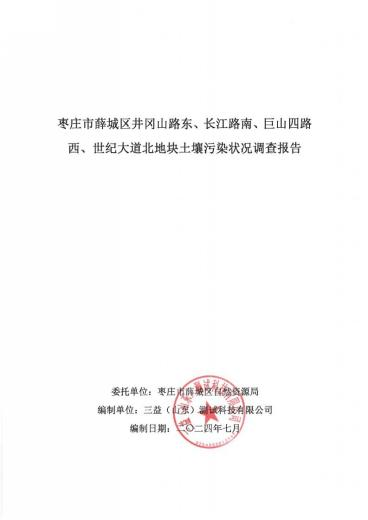 枣庄市薛城区井冈山路东、长江路南、巨山四路
西、世纪大道北地块土壤污染状况调查报告
委托单位：枣庄市薛城区自然资源局
编制单位：三益（山东）测试科技有限公司
编制日期：二〇二四年七月